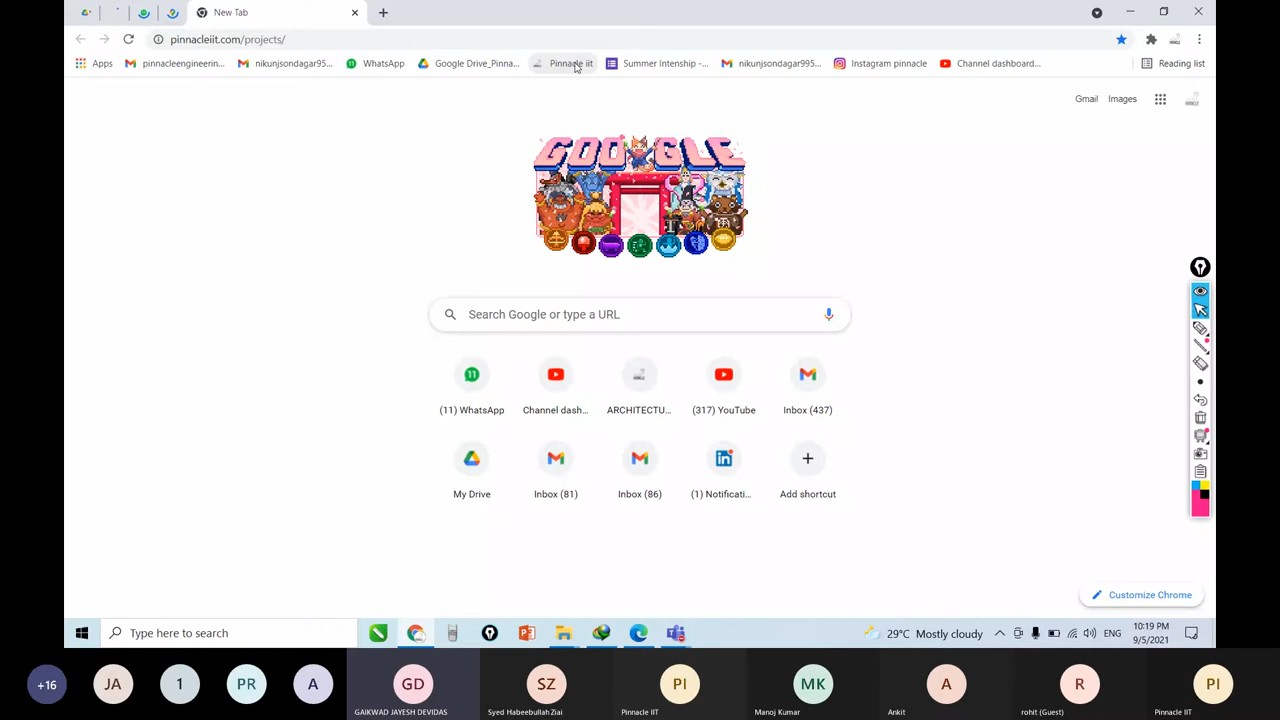 New Tab
pinnacleiit.com/projects/
Apps pinnacleengineerin... nikunjsondagar95... WhatsApp Google Drive_Pinna... Pinnacle iit Summer Intenship -... nikunjsondagar995... Instagram pinnacle Channel dashboard... Reading list
Gmail Images
GOOGLE
Search Google or type a URL
(11) WhatsApp Channel dash... ARCHITECTU... (317) YouTube Inbox (437)
My Drive Inbox (81) Inbox (86) (1) Notificati... Add shortcut
Customize Chrome
Type here to search
29°C Mostly cloudy ENG
10:19 PM
9/5/2021
+16 JA 1 PR A GD SZ PI MK A R PI
GAIKWAD JAYESH DEVIDAS Syed Habeebullah Ziai Pinnacle IIT Manoj Kumar Ankit rohit (Guest) Pinnacle IIT